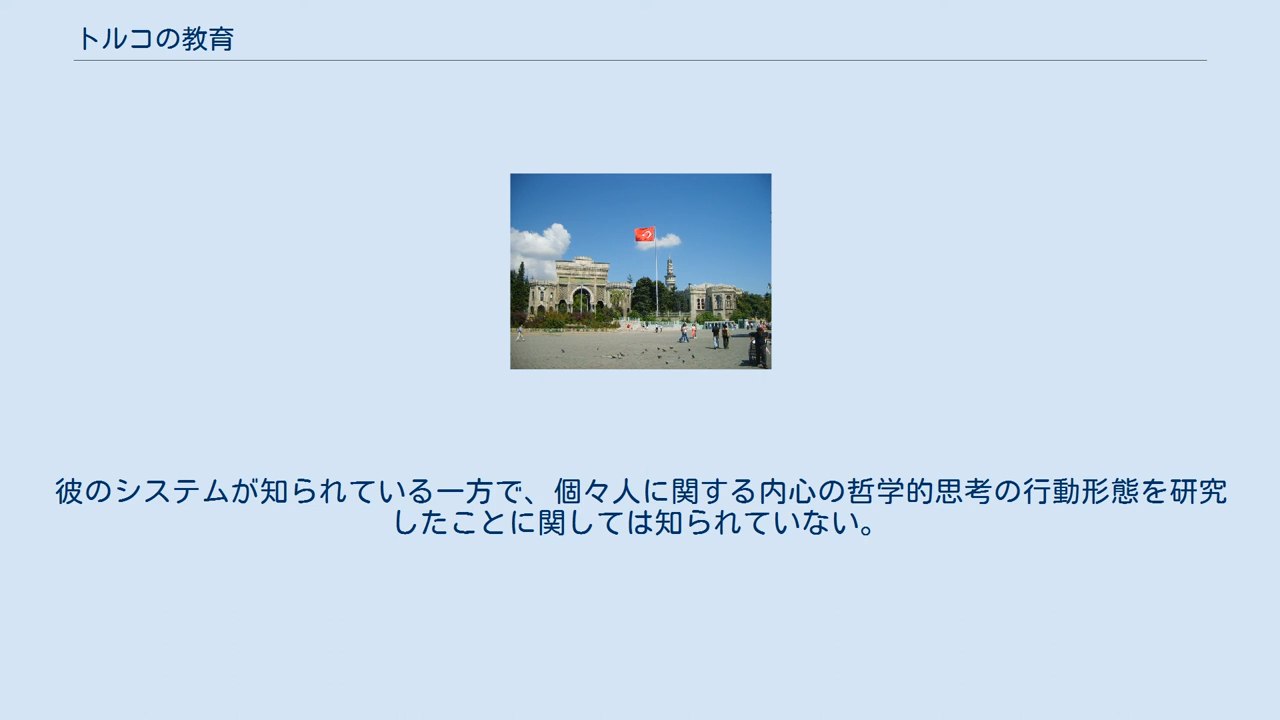 トルコの教育
彼のシステムが知られている一方で、個々人に関する内心の哲学的思考の行動形態を研究
したことに関しては知られていない。